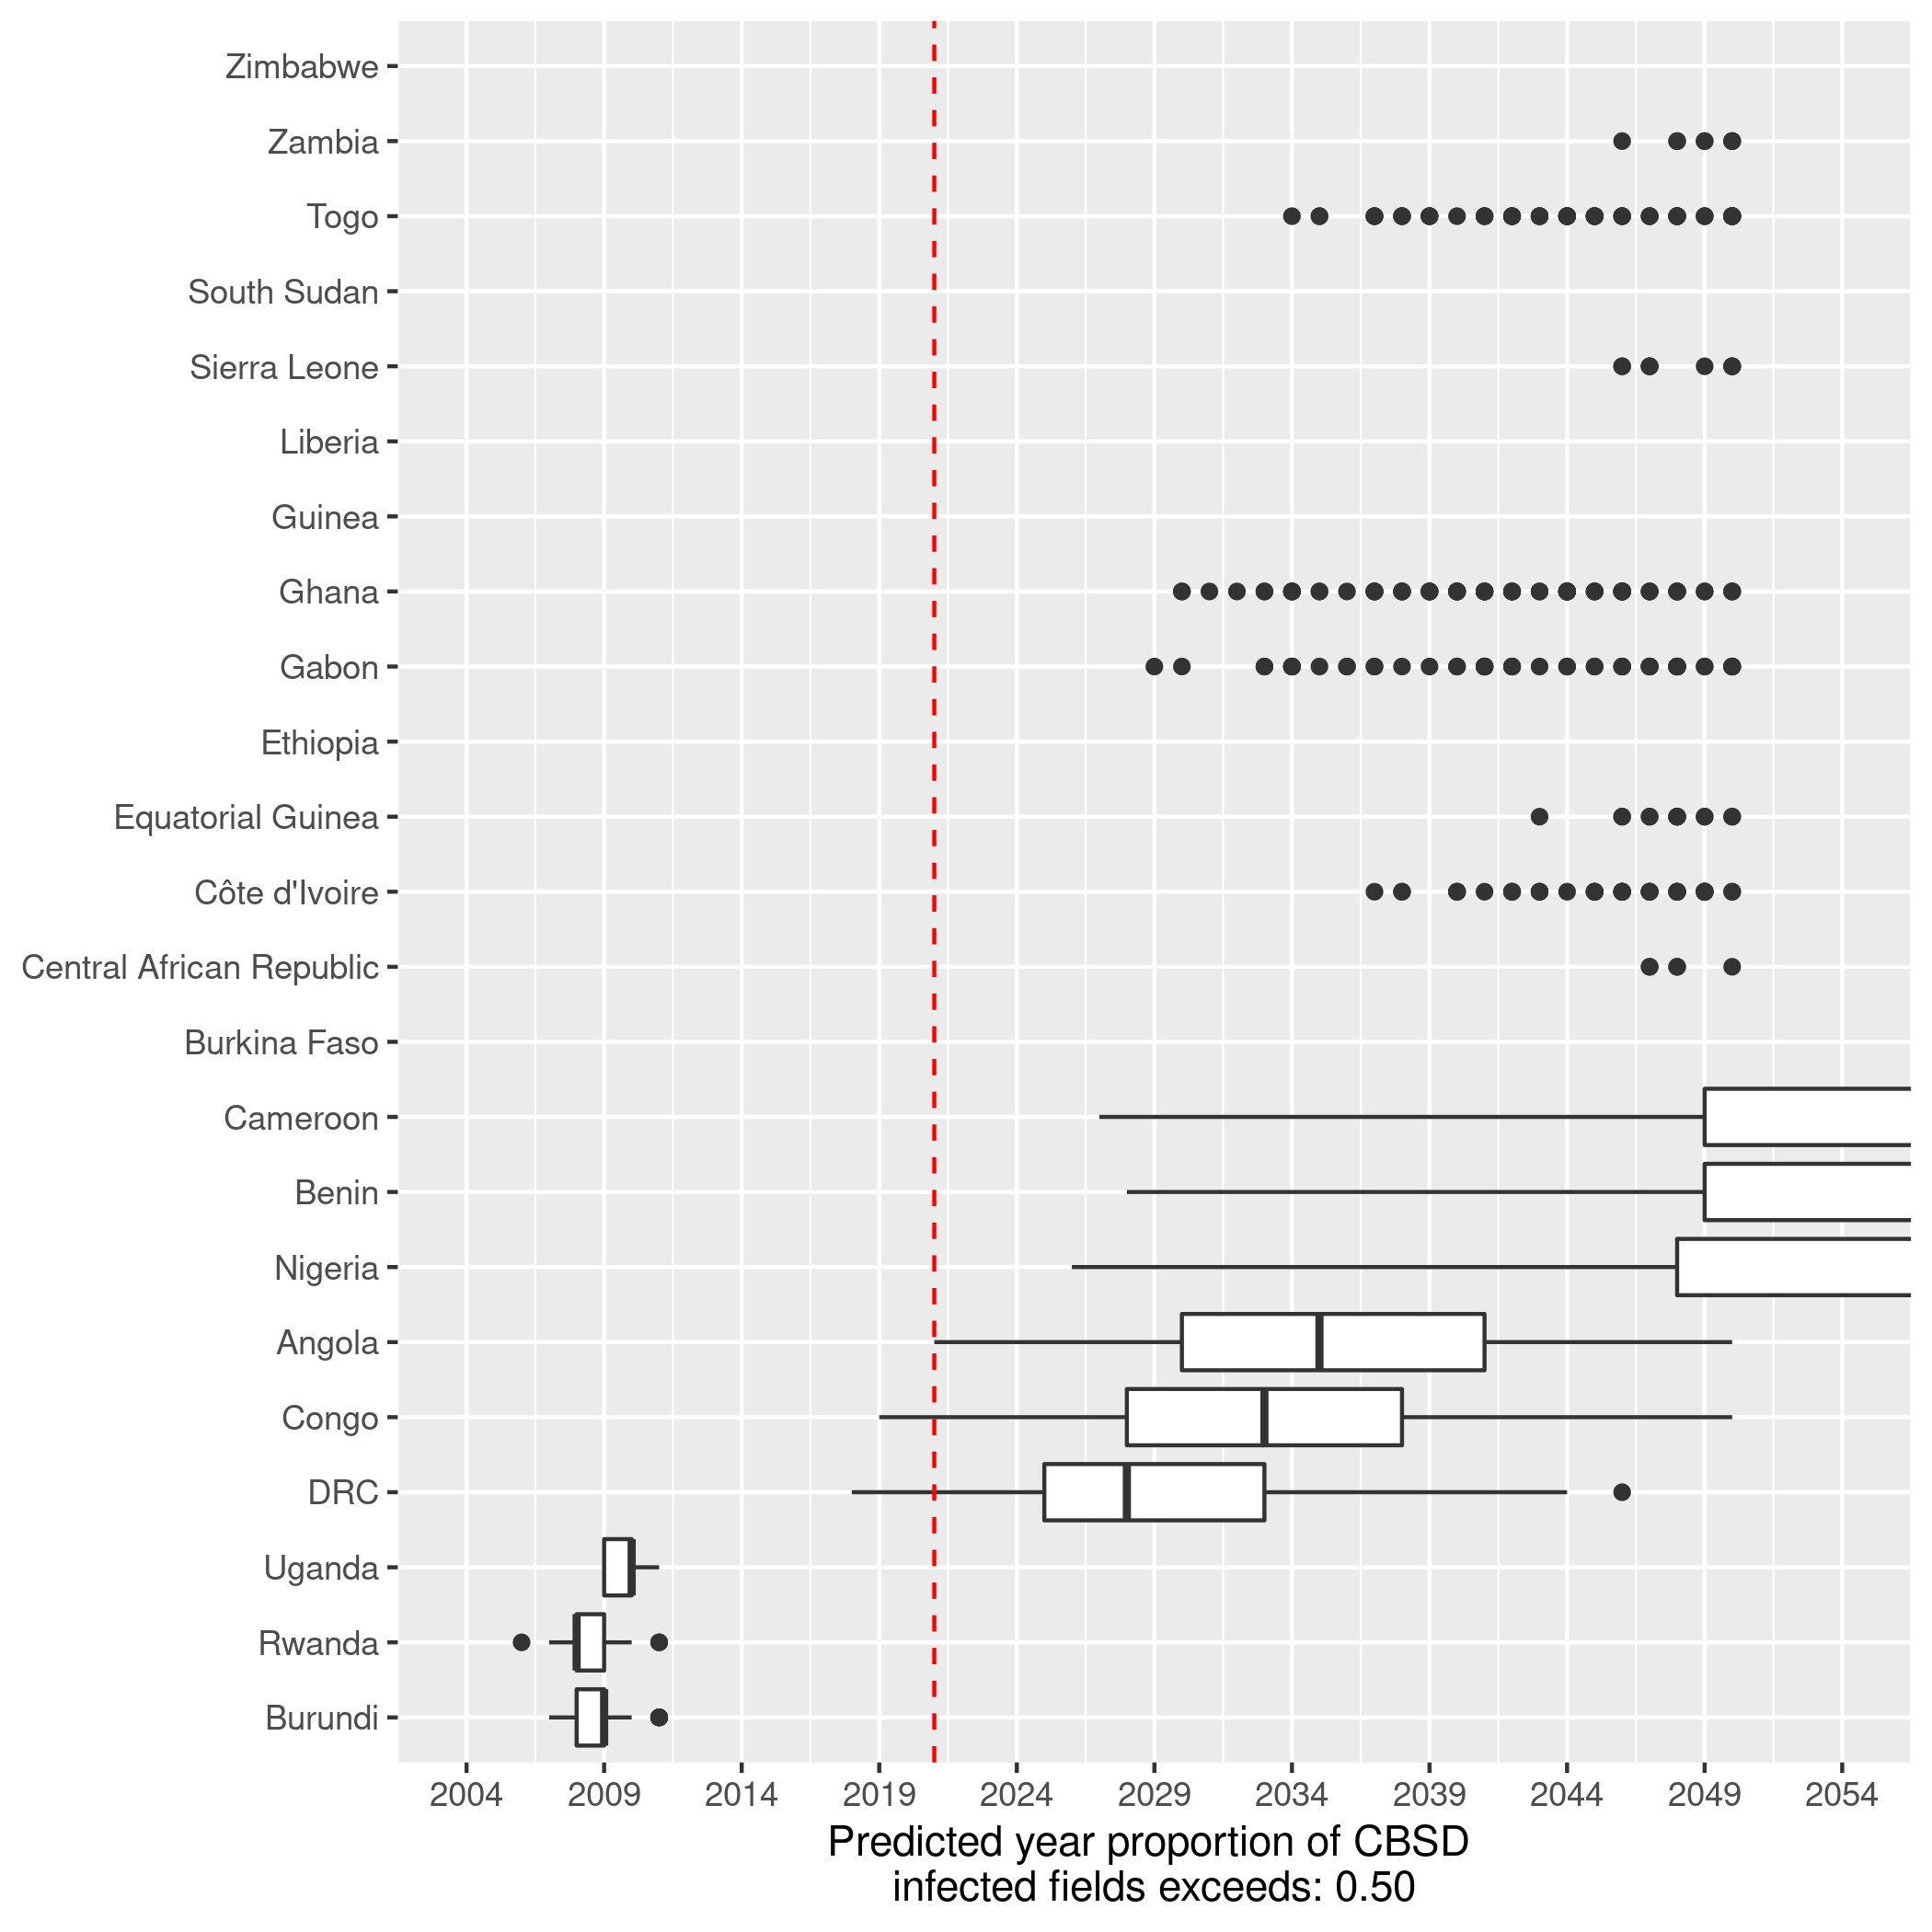 Zimbabwe
Zambia
Togo
South Sudan
Sierra Leone
Liberia
Guinea
Ghana
Gabon
Ethiopia
Equatorial Guinea
Côte d'Ivoire
Central African Republic
Burkina Faso
Cameroon
Benin
Nigeria
Angola
Congo
DRC
Uganda
Rwanda
Burundi
2004 2009 2014 2019 2024 2029 2034 2039 2044 2049 2054
Predicted year proportion of CBSD
infected fields exceeds: 0.50